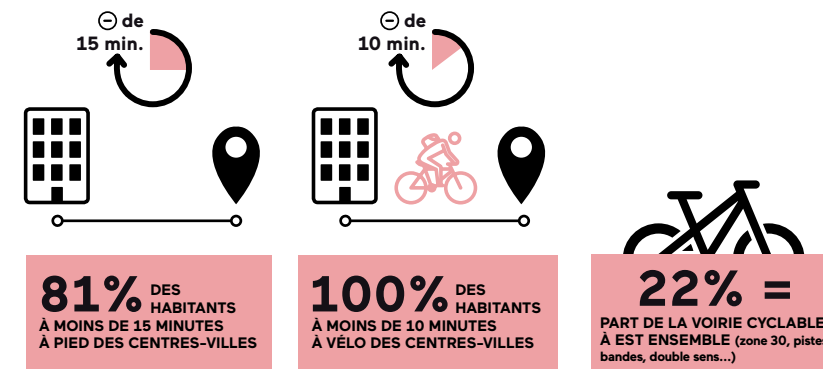 ⊖ de
15 min.
⊖ de
10 min.
81% DES
HABITANTS
À MOINS DE 15 MINUTES
À PIED DES CENTRES-VILLES
100% DES
HABITANTS
À MOINS DE 10 MINUTES
À VÉLO DES CENTRES-VILLES
22% =
PART DE LA VOIRIE CYCLABLE
À EST ENSEMBLE (zone 30, pistes
bandes, double sens...)